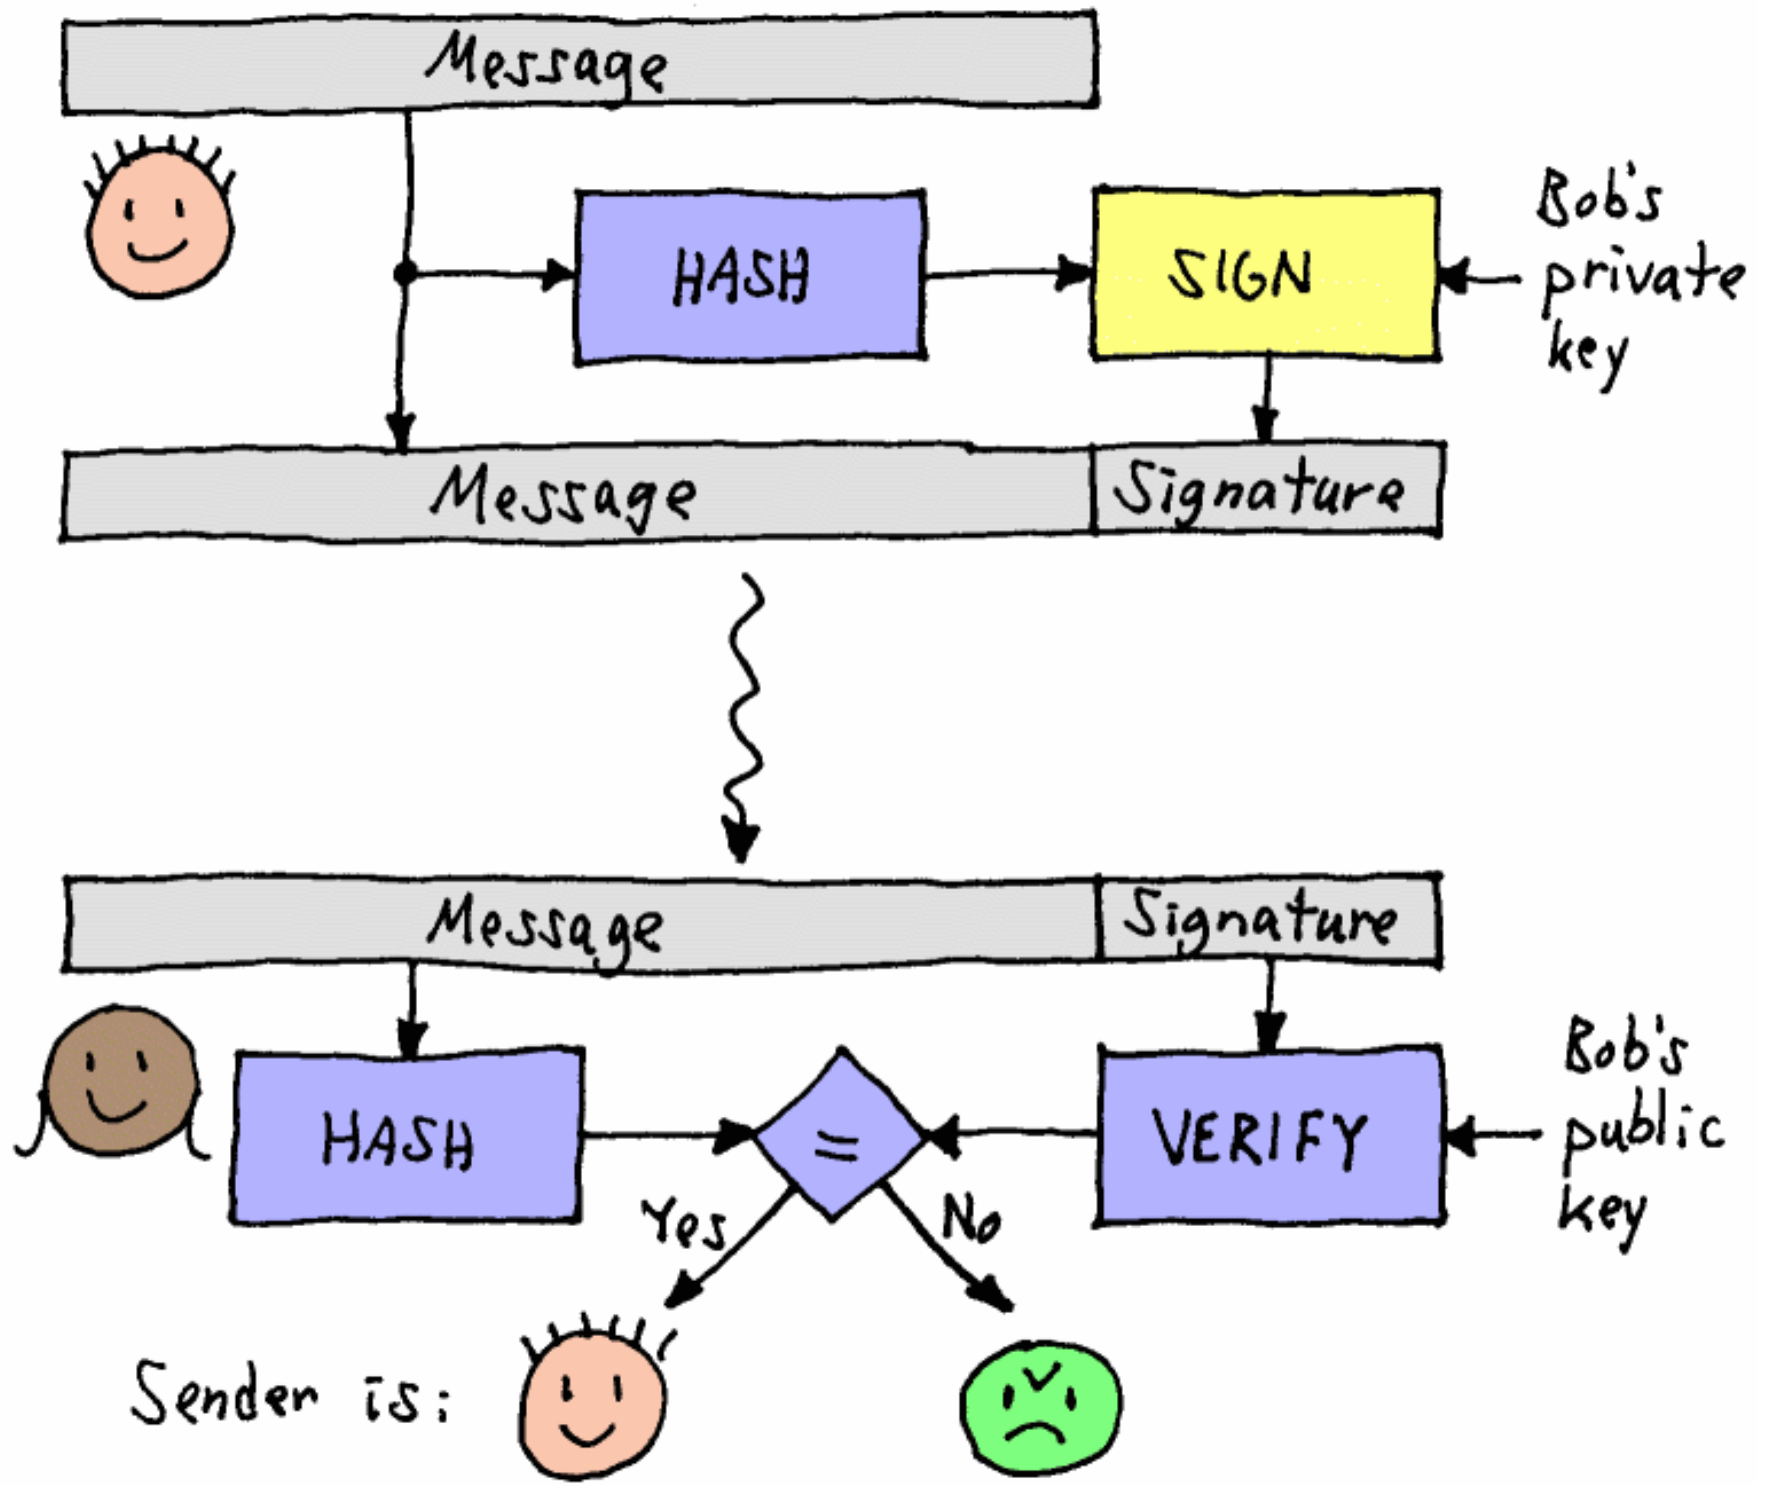 Message
HASH
SIGN
Bob's
private
key
Message
Signature
Message
Signature
HASH
=
VERIFY
Bob's
public
key
Yes
No
Sender is: